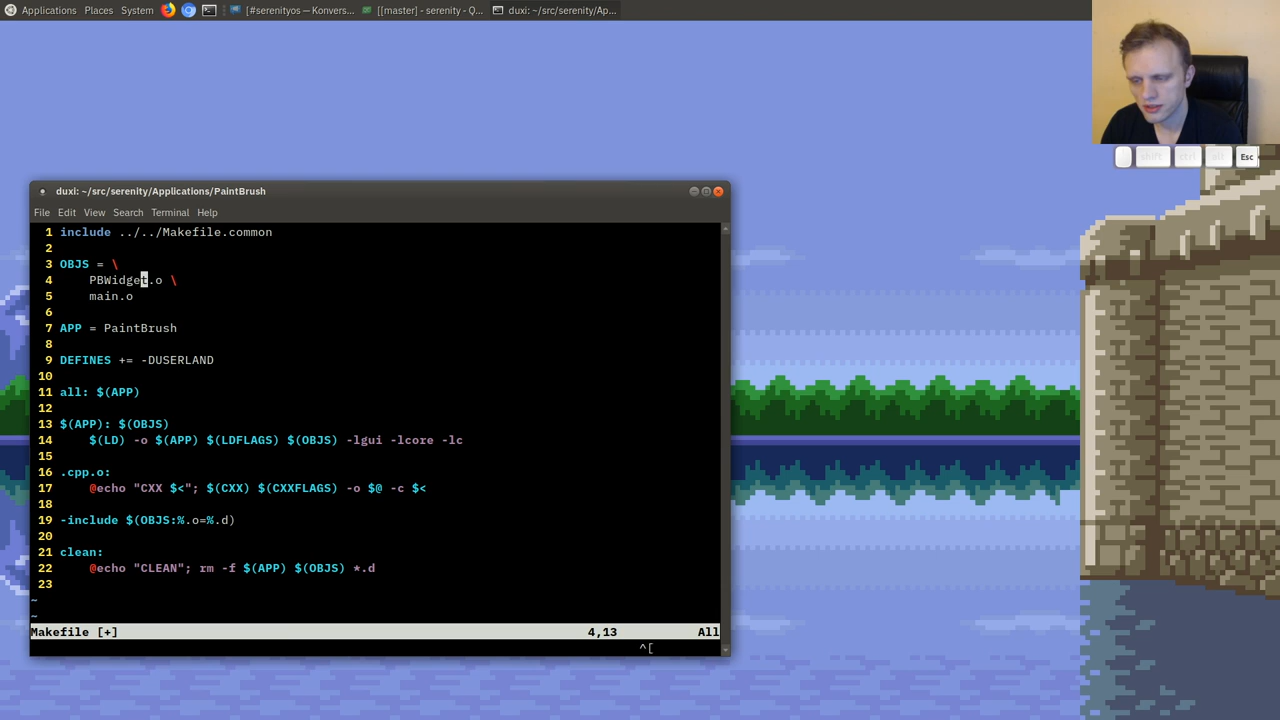 Applications Places System [#serenityos — Konvers... [[master] - serenity - Q... duxi: ~/src/serenity/Ap...
shift ctrl alt Esc
duxi: ~/src/serenity/Applications/PaintBrush
File Edit View Search Terminal Help
1 include ../../Makefile.common
2
3 OBJS = \
4 PBWidget.o \
5 main.o
6
7 APP = PaintBrush
8
9 DEFINES += -DUSERLAND
10
11 all: $(APP)
12
13 $(APP): $(OBJS)
14 $(LD) -o $(APP) $(LDFLAGS) $(OBJS) -lgui -lcore -lc
15
16 .cpp.o:
17 @echo "CXX $<"; $(CXX) $(CXXFLAGS) -o $@ -c $<
18
19 -include $(OBJS:%.o=%.d)
20
21 clean:
22 @echo "CLEAN"; rm -f $(APP) $(OBJS) *.d
23
~
~
Makefile [+] 4,13 All
^[